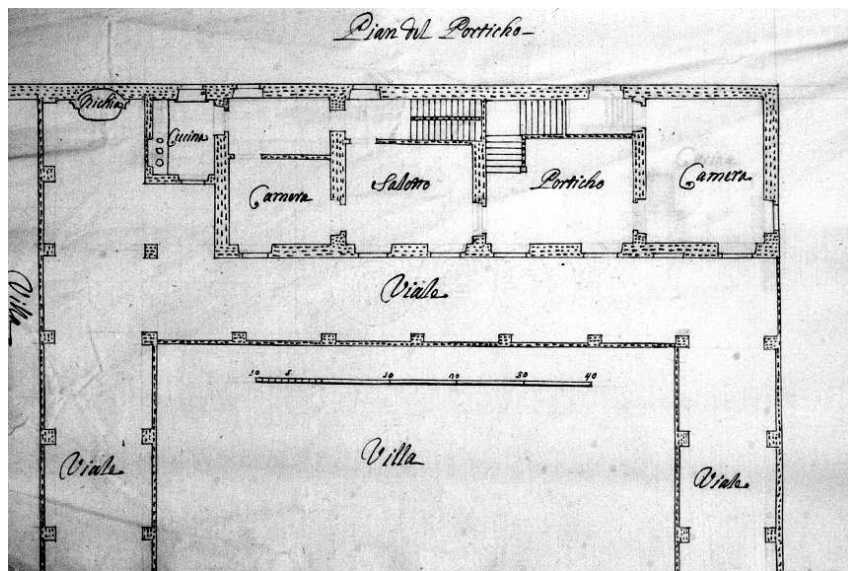 Pian del Porticho
Nichia
Cucina
Camera
Salotto
Porticho
Cucina
Camera
Viale
Villa
10 5 10 20 30 40
Villa
Viale
Viale